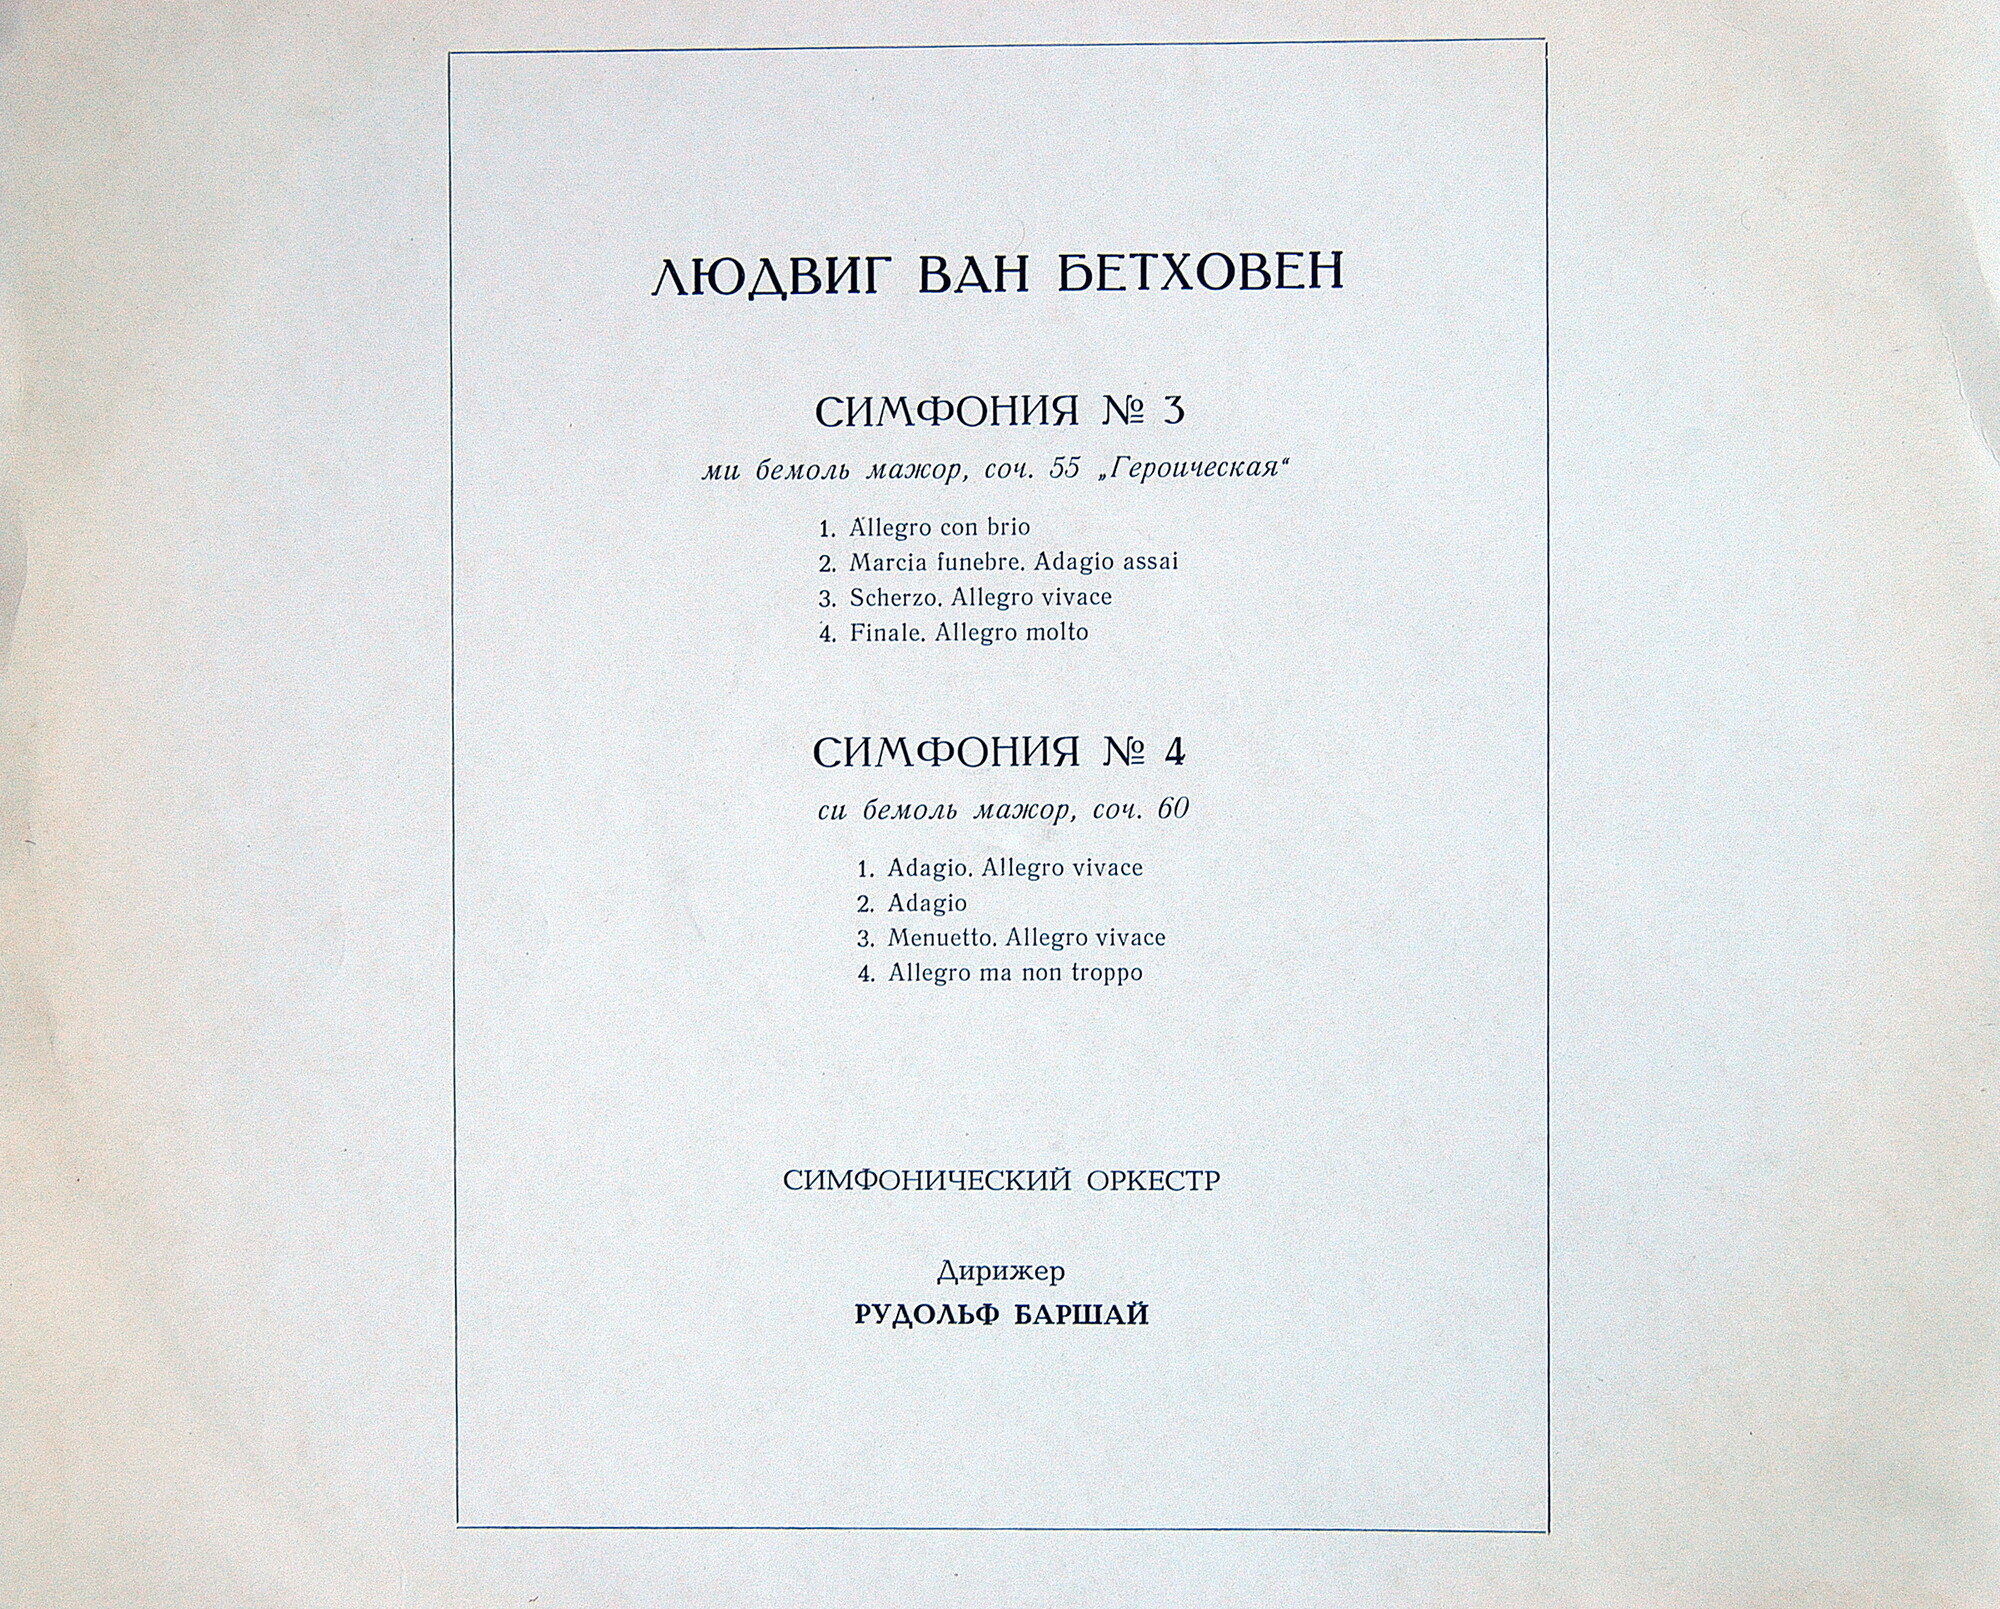 ЛЮДВИГ ВАН БЕТХОВЕН
СИМФОНИЯ № 3
ми бемоль мажор, соч. 55 „Героическая“
1. Allegro con brio
2. Marcia funebre. Adagio assai
3. Scherzo. Allegro vivace
4. Finale. Allegro molto
СИМФОНИЯ № 4
си бемоль мажор, соч. 60
1. Adagio. Allegro vivace
2. Adagio
3. Menuetto. Allegro vivace
4. Allegro ma non troppo
СИМФОНИЧЕСКИЙ ОРКЕСТР
Дирижер
РУДОЛЬФ БАРШАЙ